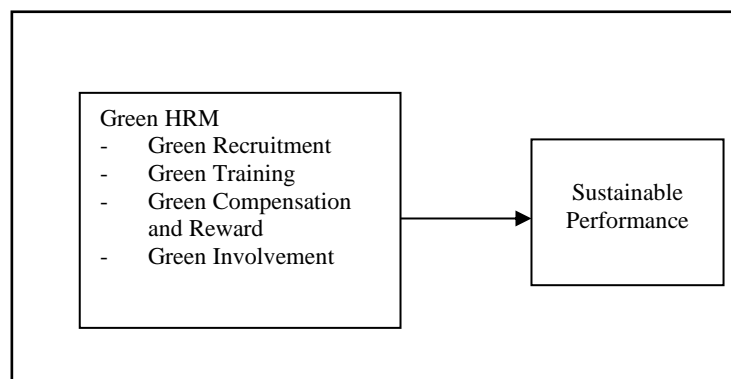 Green HRM
- Green Recruitment
- Green Training
- Green Compensation
and Reward
- Green Involvement
Sustainable
Performance